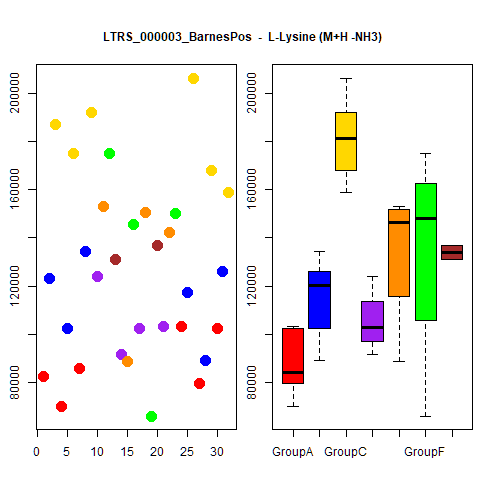 LTRS_000003_BarnesPos - L-Lysine (M+H -NH3)
200000
160000
120000
80000
0 5 10 15 20 25 30
200000
160000
120000
80000
GroupA GroupC GroupF